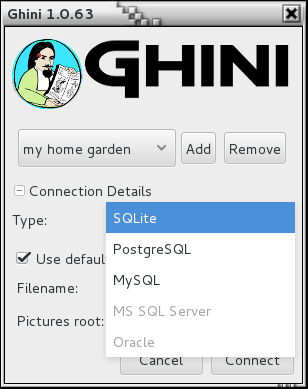 Ghini 1.0.63
GHINI
my home garden Add Remove
Connection Details
Type:
SQLite
PostgreSQL
Use defaul
MySQL
Filename:
MS SQL Server
Pictures root:
Oracle
Cancel Connect